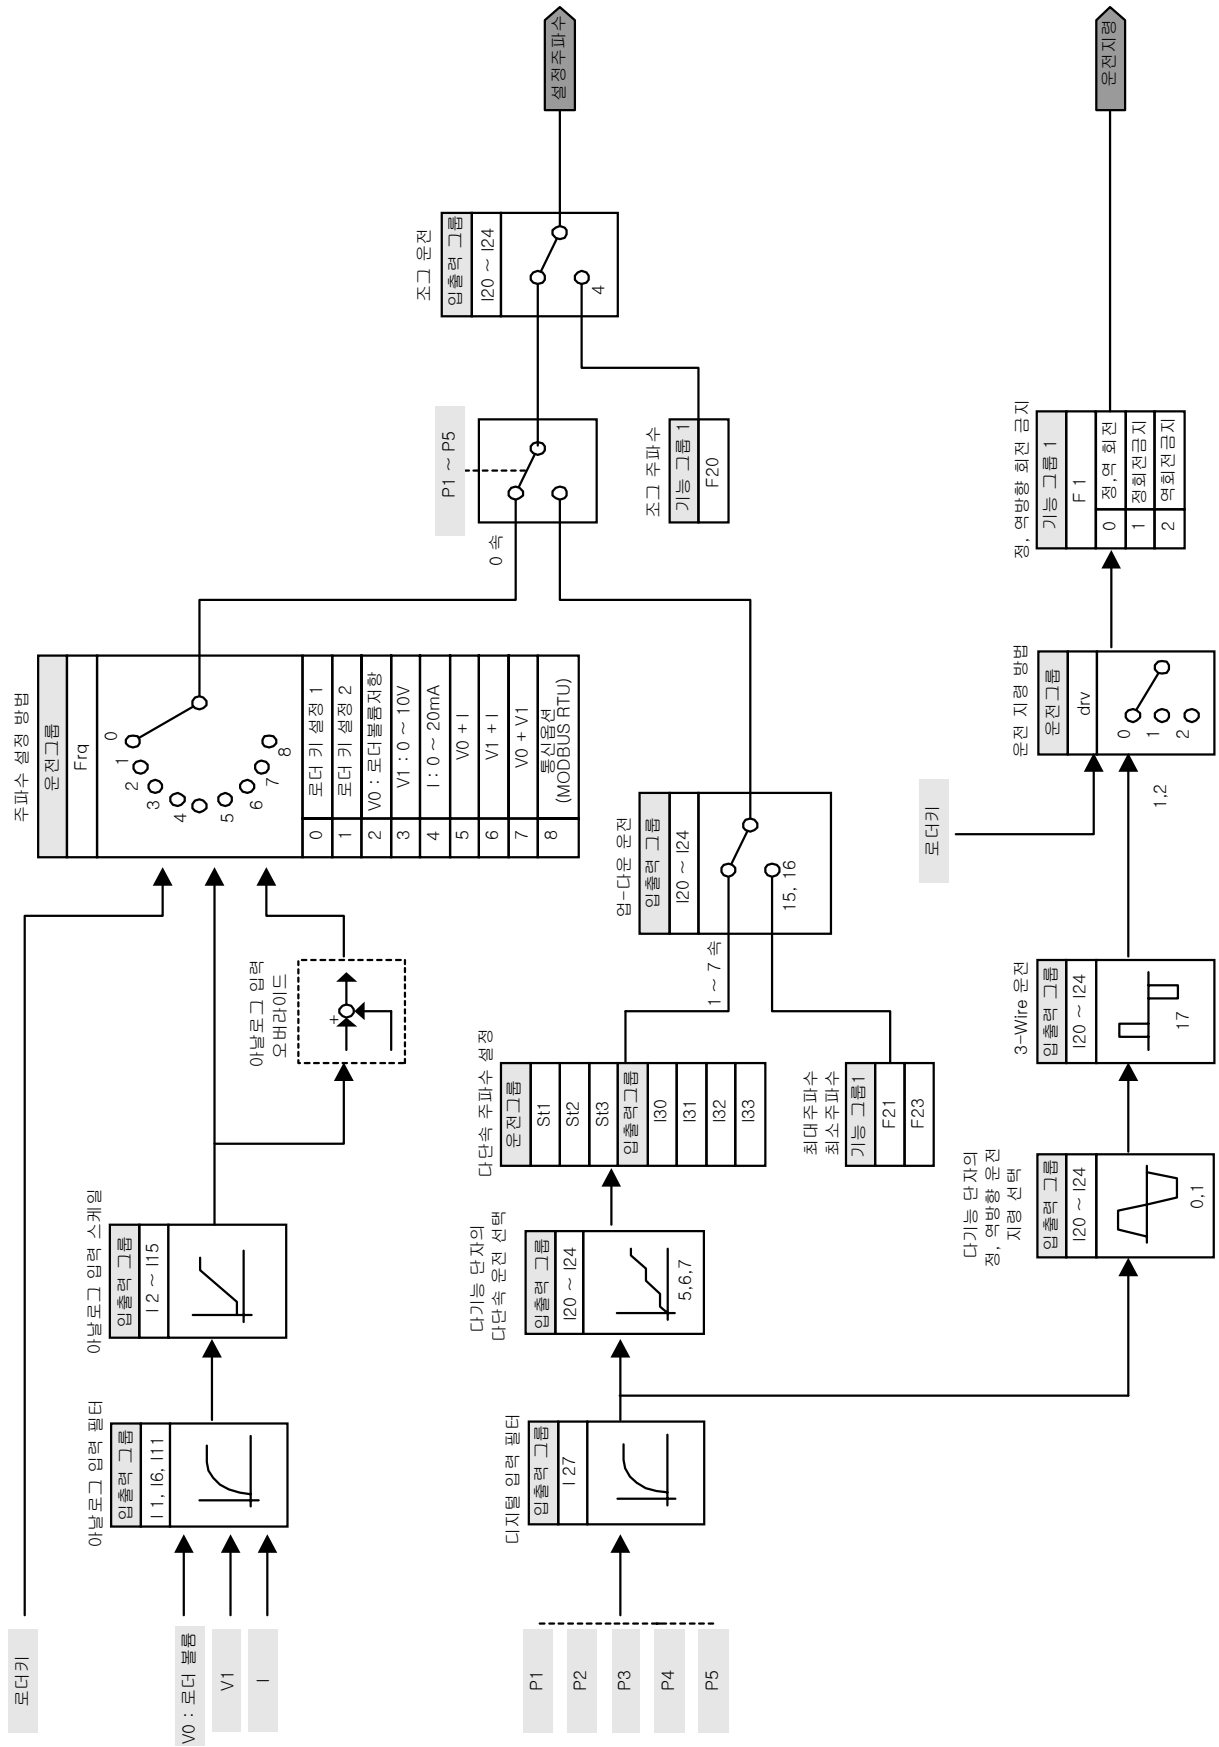 로더키
V0 : 로더 볼륨
V1
I
아날로그 입력 필터
입출력 그룹
I 1, I6, I11
아날로그 입력 스케일
입출력 그룹
I 2 ~ I15
아날로그 입력
오버라이드
+
주파수 설정 방법
운전그룹
Frq
0
1
2
3
4
5
6
7
8
0 로더 키 설정 1
1 로더 키 설정 2
2 V0 : 로더볼륨저항
3 V1 : 0 ~ 10V
4 I : 0 ~ 20mA
5 V0 + I
6 V1 + I
7 V0 + V1
8 통신옵션
(MODBUS RTU)
P1
P2
P3
P4
P5
디지털 입력 필터
입출력 그룹
I 27
다기능 단자의
다단속 운전 선택
입출력 그룹
I20 ~ I24
5,6,7
다단속 주파수 설정
운전그룹
St1
St2
St3
입출력그룹
I30
I31
I32
I33
최대주파수
최소주파수
기능 그룹1
F21
F23
1 ~ 7 속
업-다운 운전
입출력 그룹
I20 ~ I24
15, 16
0 속
P1 ~ P5
조그 주파수
기능 그룹 1
F20
조그 운전
입출력 그룹
I20 ~ I24
4
설정주파수
다기능 단자의
정, 역방향 운전
지령 선택
입출력 그룹
I20 ~ I24
0,1
3-Wire 운전
입출력 그룹
I20 ~ I24
17
로더키
1,2
운전 지령 방법
운전그룹
drv
0
1
2
정, 역방향 회전 금지
기능 그룹 1
F 1
0 정,역 회전
1 정회전금지
2 역회전금지
운전지령